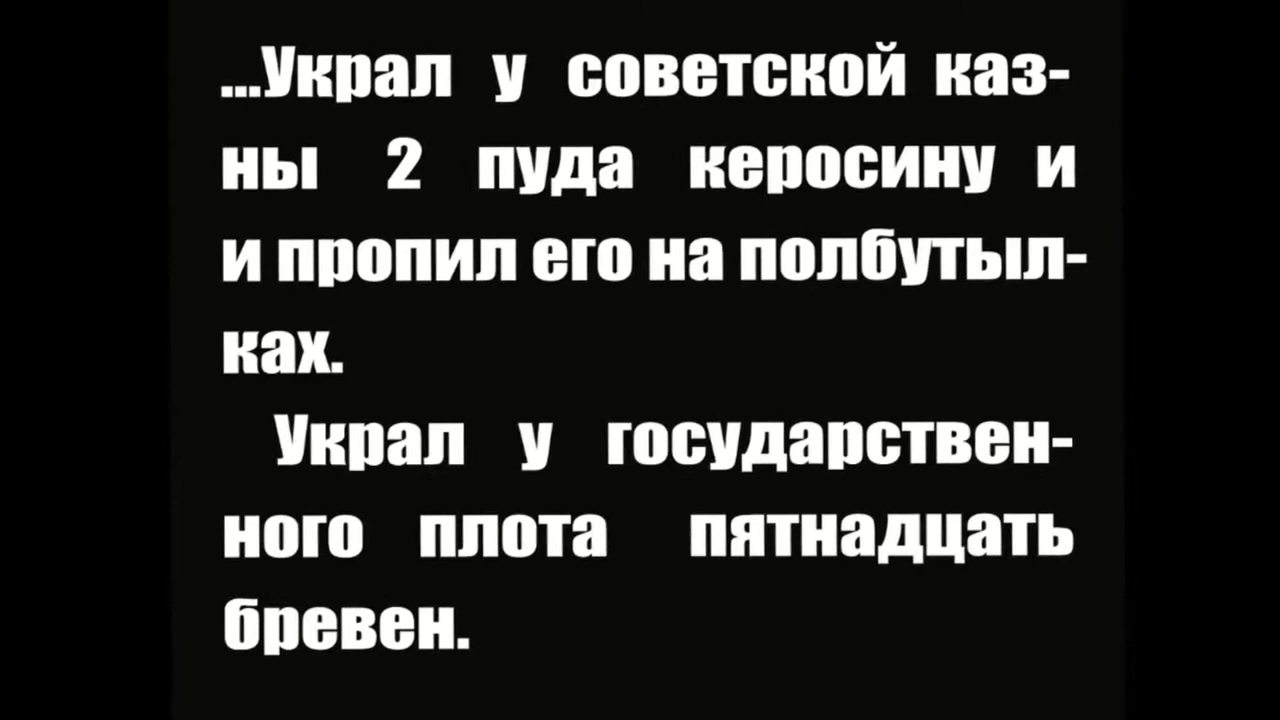 ...Украл у советской каз-
ны 2 пуда керосину и
и пропил его на полбутыл-
ках.
Украл у государствен-
ного плота пятнадцать
бревен.